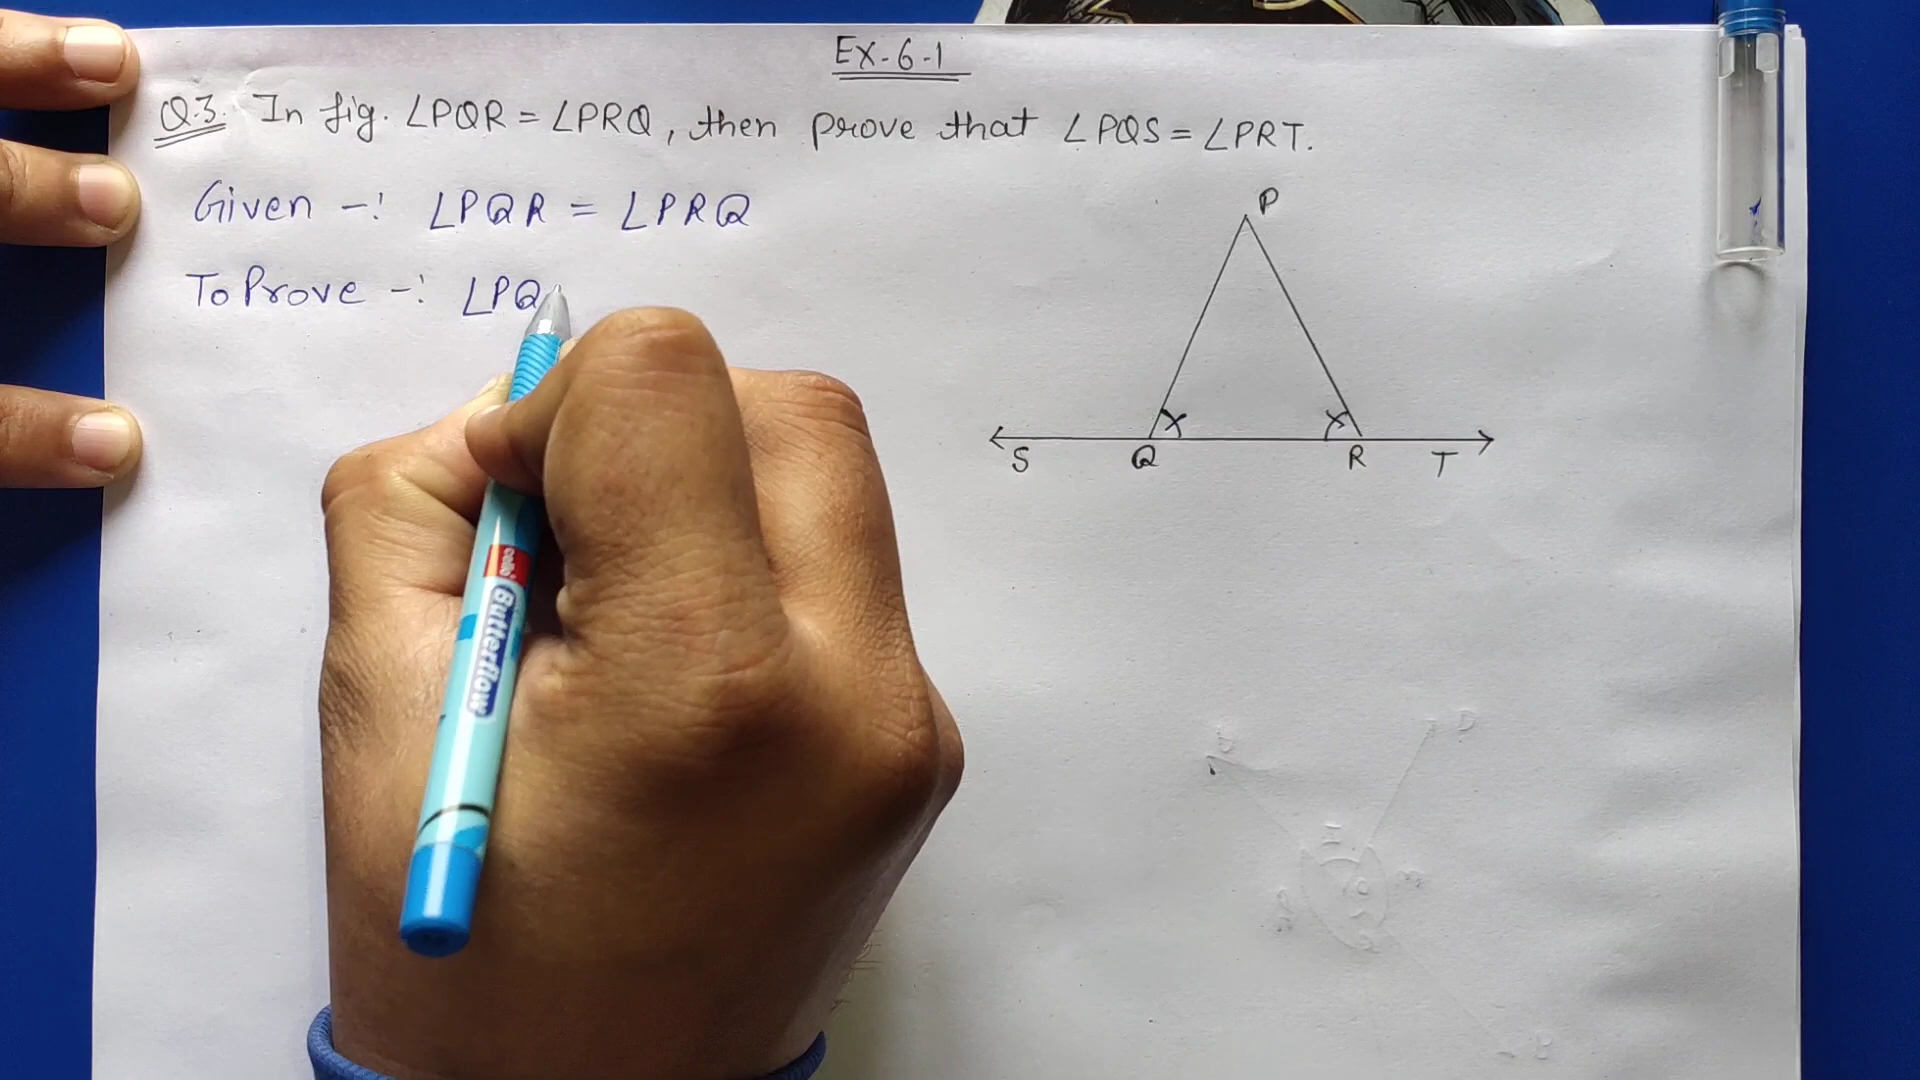 Ex-6-1
Q.3. In fig. ∠PQR = ∠PRQ, then prove that ∠PQS = ∠PRT.
Given -: ∠PQR = ∠PRQ
To Prove -: ∠PQ
P
x x
S Q R T
cello
Butterflow